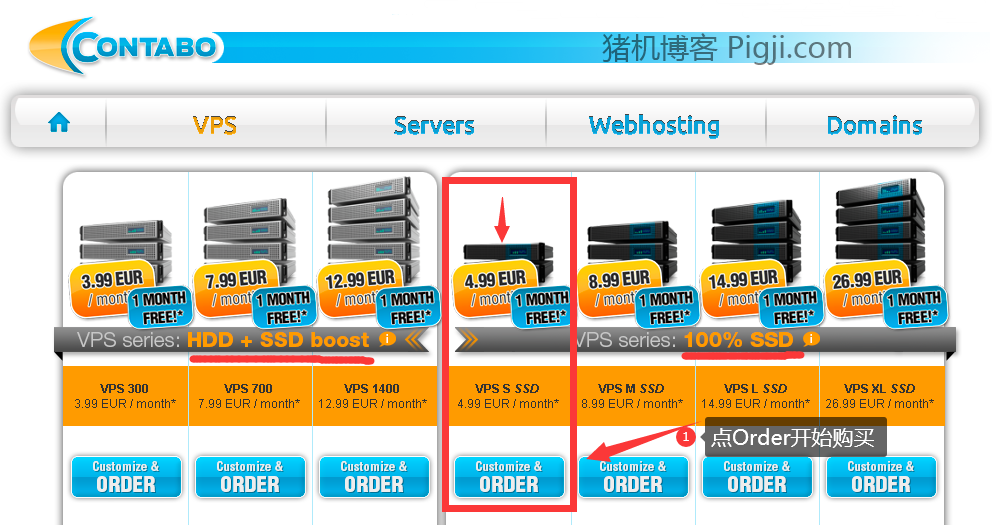 CONTABO
猪机博客 Pigji.com
VPS
Servers
Webhosting
Domains
3.99 EUR
/ month
1 MONTH
FREE!*
7.99 EUR
/ month
1 MONTH
FREE!*
12.99 EUR
/ month
1 MONTH
FREE!*
4.99 EUR
/ month
1 MONTH
FREE!*
8.99 EUR
/ month
1 MONTH
FREE!*
14.99 EUR
/ month
1 MONTH
FREE!*
26.99 EUR
/ month
1 MONTH
FREE!*
VPS series: HDD + SSD boost i
VPS series: 100% SSD i
VPS 300
3.99 EUR / month*
VPS 700
7.99 EUR / month*
VPS 1400
12.99 EUR / month*
VPS S SSD
4.99 EUR / month*
VPS M SSD
8.99 EUR / month*
VPS L SSD
14.99 EUR / month*
VPS XL SSD
26.99 EUR / month*
1 点Order开始购买
Customize &
ORDER
Customize &
ORDER
Customize &
ORDER
Customize &
ORDER
Customize &
ORDER
Customize &
ORDER
Customize &
ORDER